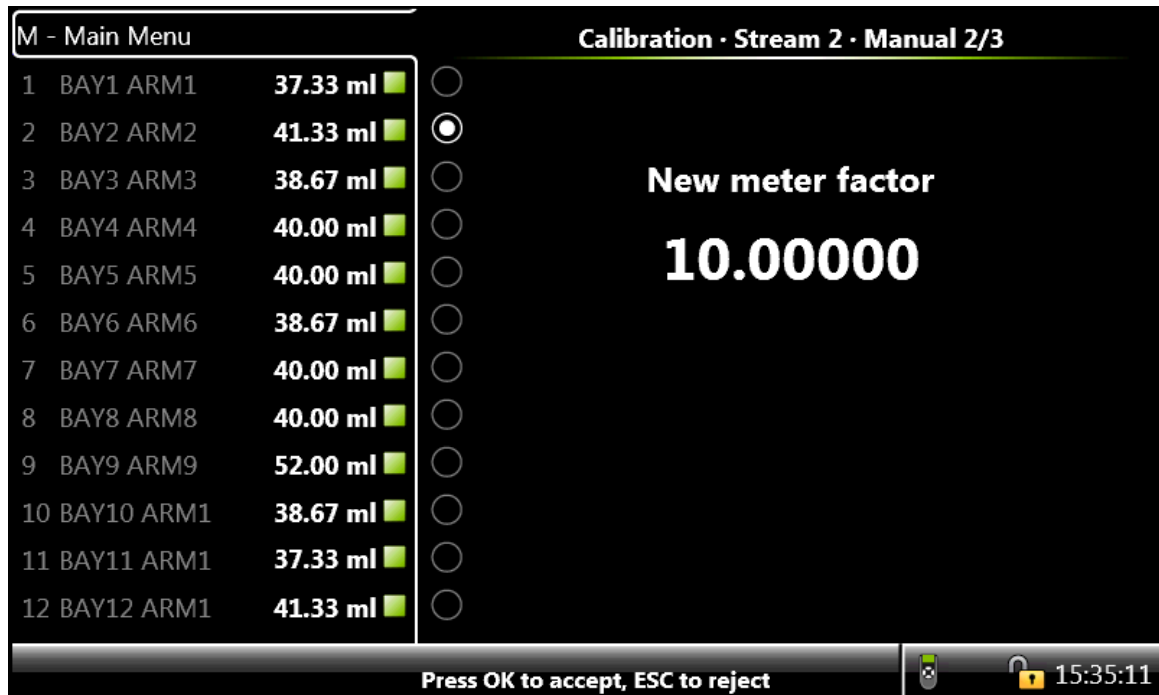 M - Main Menu
Calibration · Stream 2 · Manual 2/3
1 BAY1 ARM1 37.33 ml
2 BAY2 ARM2 41.33 ml
3 BAY3 ARM3 38.67 ml
4 BAY4 ARM4 40.00 ml
5 BAY5 ARM5 40.00 ml
6 BAY6 ARM6 38.67 ml
7 BAY7 ARM7 40.00 ml
8 BAY8 ARM8 40.00 ml
9 BAY9 ARM9 52.00 ml
10 BAY10 ARM1 38.67 ml
11 BAY11 ARM1 37.33 ml
12 BAY12 ARM1 41.33 ml
New meter factor
10.00000
Press OK to accept, ESC to reject
15:35:11